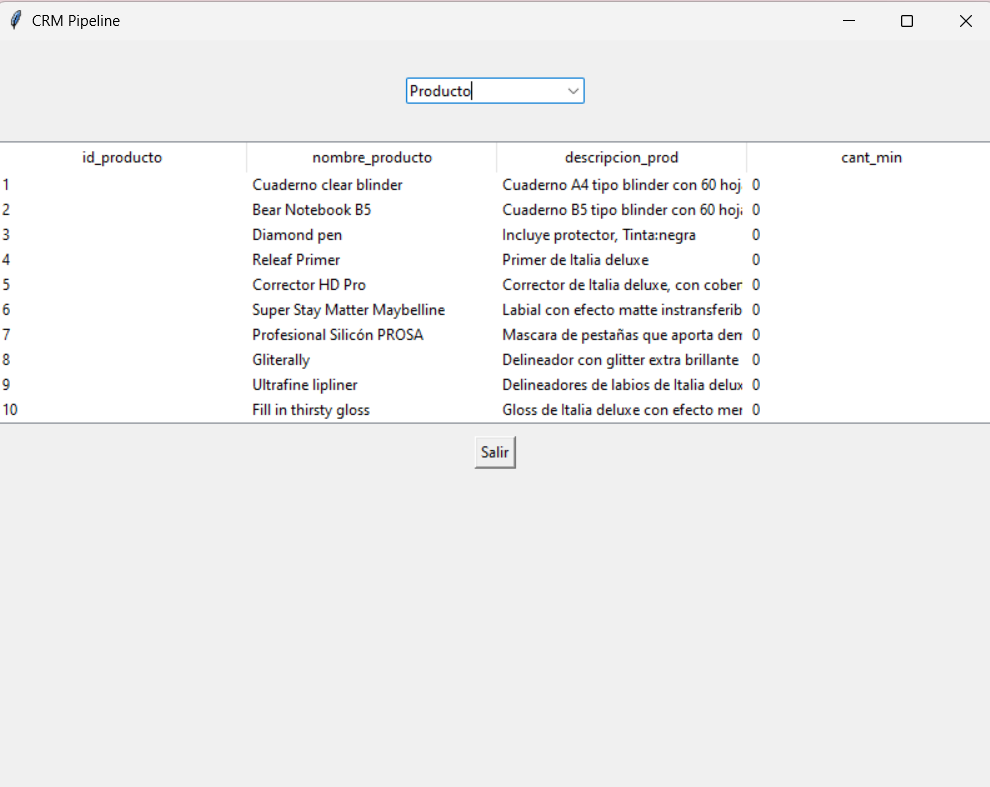 CRM Pipeline
Producto
id_producto nombre_producto descripcion_prod cant_min
1 Cuaderno clear blinder Cuaderno A4 tipo blinder con 60 hoj 0
2 Bear Notebook B5 Cuaderno B5 tipo blinder con 60 hoja 0
3 Diamond pen Incluye protector, Tinta:negra 0
4 Releaf Primer Primer de Italia deluxe 0
5 Corrector HD Pro Corrector de Italia deluxe, con cober 0
6 Super Stay Matter Maybelline Labial con efecto matte instransferib 0
7 Profesional Silicón PROSA Mascara de pestañas que aporta den 0
8 Gliterally Delineador con glitter extra brillante 0
9 Ultrafine lipliner Delineadores de labios de Italia delux 0
10 Fill in thirsty gloss Gloss de Italia deluxe con efecto mer 0
Salir